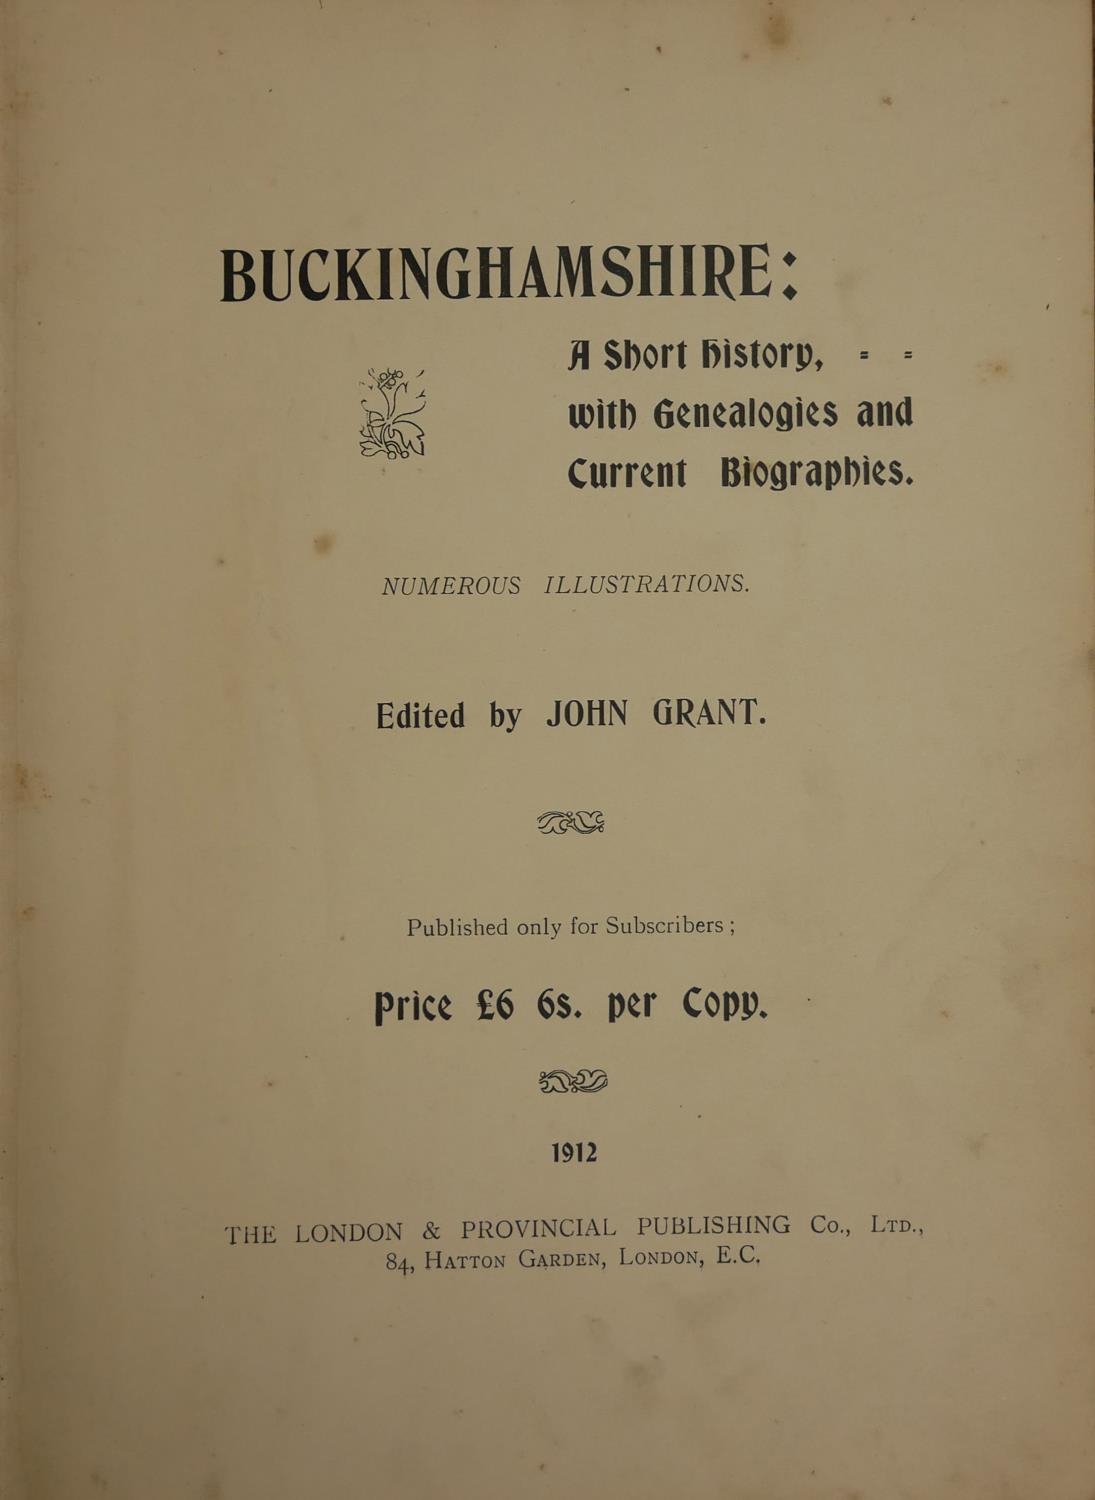 BUCKINGHAMSHIRE:
A Short History, = =
with Genealogies and
Current Biographies.
NUMEROUS ILLUSTRATIONS.
Edited by JOHN GRANT.
Published only for Subscribers;
Price £6 6s. per Copy.
1912
THE LONDON & PROVINCIAL PUBLISHING Co., LTD.,
84, HATTON GARDEN, LONDON, E.C.